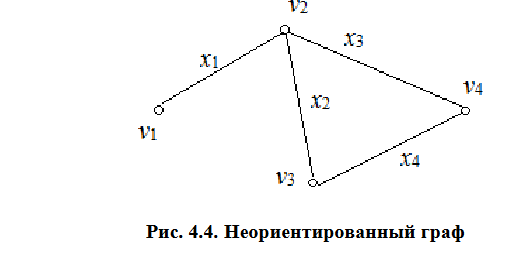 v2
x3
x1
v4
x2
v1
x4
v3
Рис. 4.4. Неориентированный граф